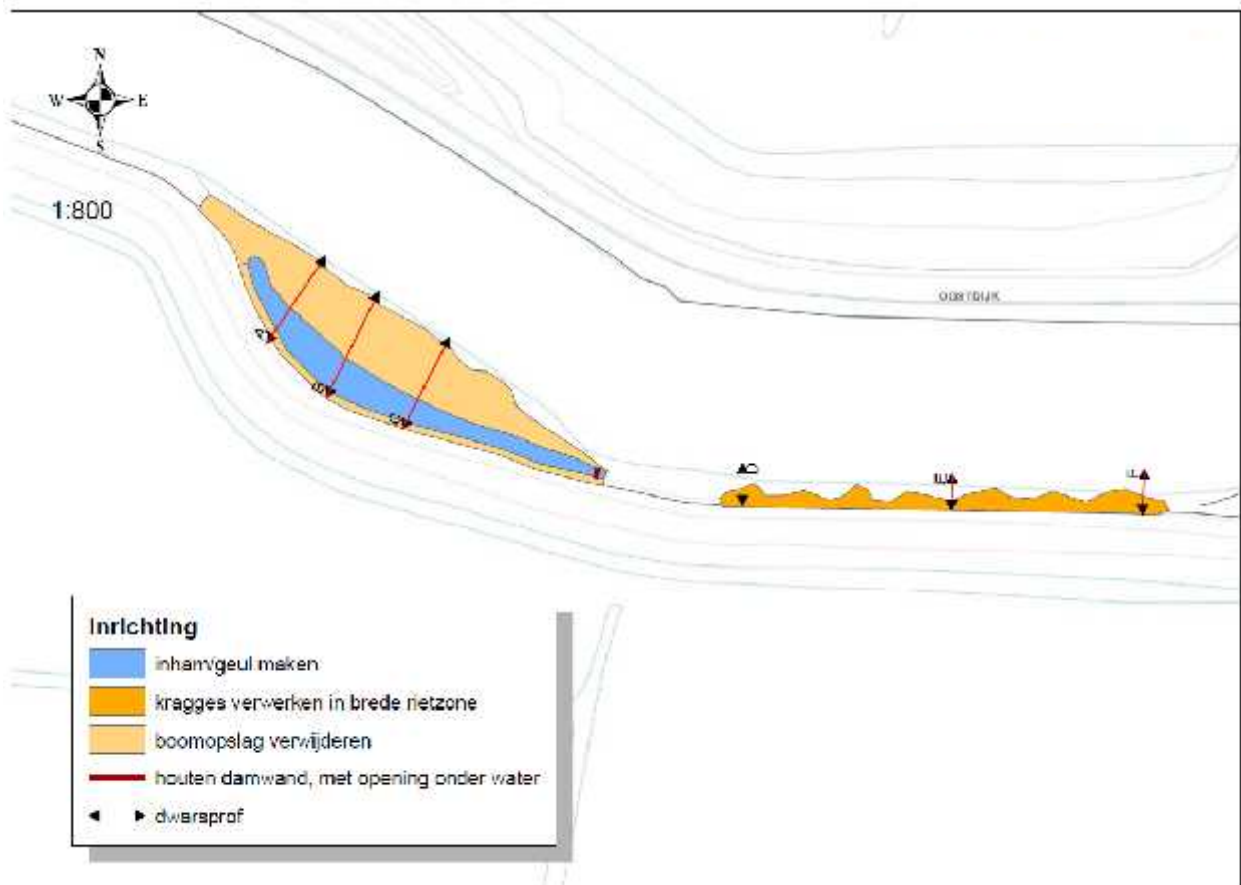 N
W E
S
1:800
OOSTDIJK
A
B
C
D
E
F
Inrichting
inham/geul maken
kragges verwerken in brede rietzone
boomopslag verwijderen
houten damwand, met opening onder water
dwarsprof